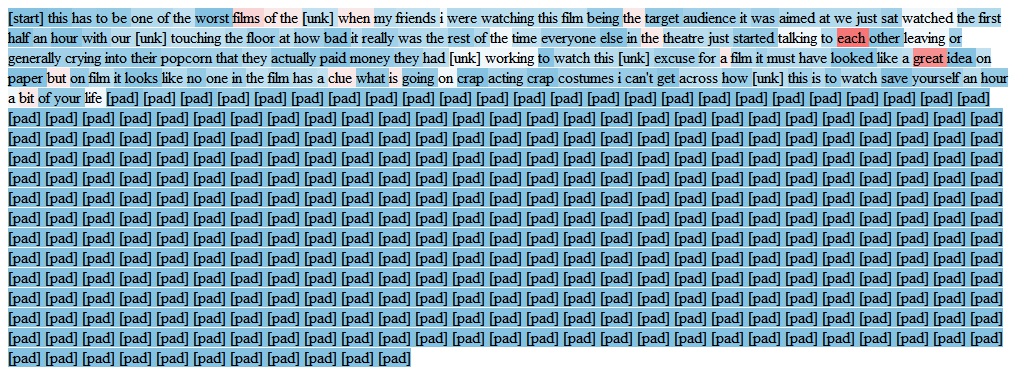 [start] this has to be one of the worst films of the [unk] when my friends i were watching this film being the target audience it was aimed at we just sat watched the first
half an hour with our [unk] touching the floor at how bad it really was the rest of the time everyone else in the theatre just started talking to each other leaving or
generally crying into their popcorn that they actually paid money they had [unk] working to watch this [unk] excuse for a film it must have looked like a great idea on
paper but on film it looks like no one in the film has a clue what is going on crap acting crap costumes i can't get across how [unk] this is to watch save yourself an hour
a bit of your life [pad] [pad] [pad] [pad] [pad] [pad] [pad] [pad] [pad] [pad] [pad] [pad] [pad] [pad] [pad] [pad] [pad] [pad] [pad] [pad] [pad] [pad] [pad] [pad]
[pad] [pad] [pad] [pad] [pad] [pad] [pad] [pad] [pad] [pad] [pad] [pad] [pad] [pad] [pad] [pad] [pad] [pad] [pad] [pad] [pad] [pad] [pad] [pad] [pad] [pad] [pad]
[pad] [pad] [pad] [pad] [pad] [pad] [pad] [pad] [pad] [pad] [pad] [pad] [pad] [pad] [pad] [pad] [pad] [pad] [pad] [pad] [pad] [pad] [pad] [pad] [pad] [pad] [pad]
[pad] [pad] [pad] [pad] [pad] [pad] [pad] [pad] [pad] [pad] [pad] [pad] [pad] [pad] [pad] [pad] [pad] [pad] [pad] [pad] [pad] [pad] [pad] [pad] [pad] [pad] [pad]
[pad] [pad] [pad] [pad] [pad] [pad] [pad] [pad] [pad] [pad] [pad] [pad] [pad] [pad] [pad] [pad] [pad] [pad] [pad] [pad] [pad] [pad] [pad] [pad] [pad] [pad] [pad]
[pad] [pad] [pad] [pad] [pad] [pad] [pad] [pad] [pad] [pad] [pad] [pad] [pad] [pad] [pad] [pad] [pad] [pad] [pad] [pad] [pad] [pad] [pad] [pad] [pad] [pad] [pad]
[pad] [pad] [pad] [pad] [pad] [pad] [pad] [pad] [pad] [pad] [pad] [pad] [pad] [pad] [pad] [pad] [pad] [pad] [pad] [pad] [pad] [pad] [pad] [pad] [pad] [pad] [pad]
[pad] [pad] [pad] [pad] [pad] [pad] [pad] [pad] [pad] [pad] [pad] [pad] [pad] [pad] [pad] [pad] [pad] [pad] [pad] [pad] [pad] [pad] [pad] [pad] [pad] [pad] [pad]
[pad] [pad] [pad] [pad] [pad] [pad] [pad] [pad] [pad] [pad] [pad] [pad] [pad] [pad] [pad] [pad] [pad] [pad] [pad] [pad] [pad] [pad] [pad] [pad] [pad] [pad] [pad]
[pad] [pad] [pad] [pad] [pad] [pad] [pad] [pad] [pad] [pad] [pad] [pad] [pad] [pad] [pad] [pad] [pad] [pad] [pad] [pad] [pad] [pad] [pad] [pad] [pad] [pad] [pad]
[pad] [pad] [pad] [pad] [pad] [pad] [pad] [pad] [pad] [pad] [pad] [pad] [pad] [pad] [pad] [pad] [pad] [pad] [pad] [pad] [pad] [pad] [pad] [pad] [pad] [pad] [pad]
[pad] [pad] [pad] [pad] [pad] [pad] [pad] [pad] [pad] [pad] [pad] [pad] [pad] [pad] [pad] [pad] [pad] [pad] [pad] [pad] [pad] [pad] [pad] [pad] [pad] [pad] [pad]
[pad] [pad] [pad] [pad] [pad] [pad] [pad] [pad] [pad] [pad] [pad] [pad] [pad] [pad] [pad] [pad] [pad] [pad] [pad] [pad] [pad] [pad] [pad] [pad] [pad] [pad] [pad]
[pad] [pad] [pad] [pad] [pad] [pad] [pad] [pad] [pad] [pad] [pad]